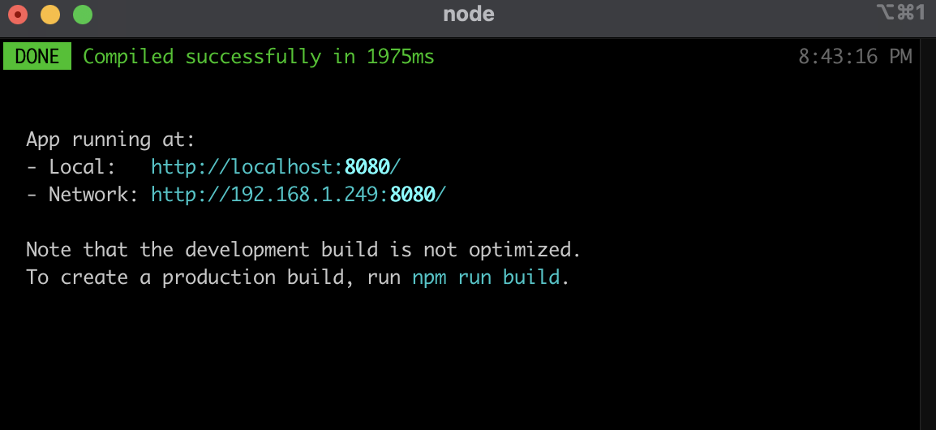 node
⌥⌘1
DONE Compiled successfully in 1975ms 8:43:16 PM
App running at:
- Local: http://localhost:8080/
- Network: http://192.168.1.249:8080/
Note that the development build is not optimized.
To create a production build, run npm run build.